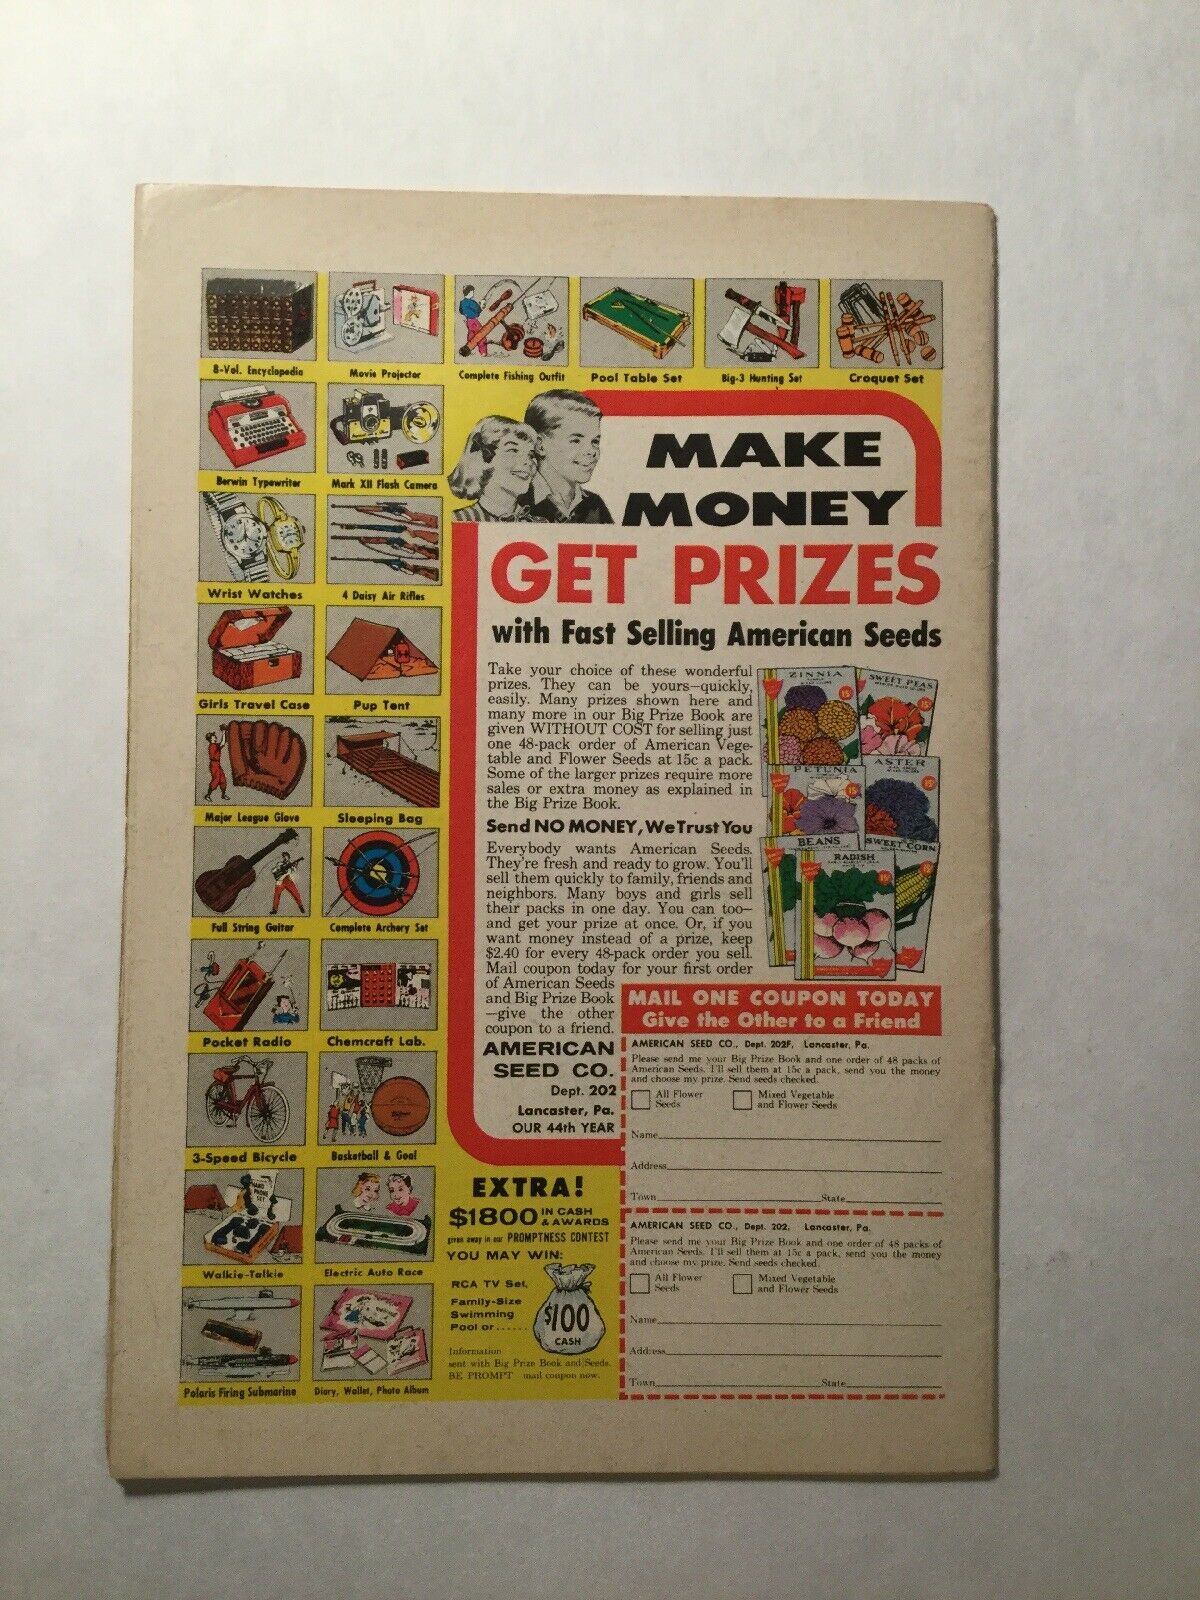 8-Vol. Encyclopedia
Movie Projector
Complete Fishing Outfit
Pool Table Set
Big-3 Hunting Set
Croquet Set
Berwin Typewriter
Mark XII Flash Camera
Wrist Watches
4 Daisy Air Rifles
Girls Travel Case
Pup Tent
Major League Glove
Sleeping Bag
Full String Guitar
Complete Archery Set
Pocket Radio
Chemcraft Lab.
3-Speed Bicycle
Basketball & Goal
Walkie-Talkie
Electric Auto Race
Polaris Firing Submarine
Diary, Wallet, Photo Album
MAKE
MONEY
GET PRIZES
with Fast Selling American Seeds
Take your choice of these wonderful
prizes. They can be yours—quickly,
easily. Many prizes shown here and
many more in our Big Prize Book are
given WITHOUT COST for selling just
one 48-pack order of American Vege-
table and Flower Seeds at 15c a pack.
Some of the larger prizes require more
sales or extra money as explained in
the Big Prize Book.
Send NO MONEY, We Trust You
Everybody wants American Seeds.
They're fresh and ready to grow. You'll
sell them quickly to family, friends and
neighbors. Many boys and girls sell
their packs in one day. You can too—
and get your prize at once. Or, if you
want money instead of a prize, keep
$2.40 for every 48-pack order you sell.
Mail coupon today for your first order
of American Seeds
and Big Prize Book
—give the other
coupon to a friend.
AMERICAN
SEED CO.
Dept. 202
Lancaster, Pa.
OUR 44th YEAR
ZINNIA
15¢
SWEET PEAS
15¢
PETUNIA
15¢
ASTER
15¢
BEANS
SWEET CORN
RADISH
15¢
MAIL ONE COUPON TODAY
Give the Other to a Friend
AMERICAN SEED CO., Dept. 202F, Lancaster, Pa.
Please send me your Big Prize Book and one order of 48 packs of
American Seeds. I'll sell them at 15c a pack, send you the money
and choose my prize. Send seeds checked.
All Flower Seeds
Mixed Vegetable and Flower Seeds
Name
Address
Town State
AMERICAN SEED CO., Dept. 202, Lancaster, Pa.
Please send me your Big Prize Book and one order of 48 packs of
American Seeds. I'll sell them at 15c a pack, send you the money
and choose my prize. Send seeds checked.
All Flower Seeds
Mixed Vegetable and Flower Seeds
Name
Address
Town State
EXTRA!
$1800 IN CASH & AWARDS
given away in our PROMPTNESS CONTEST
YOU MAY WIN:
RCA TV Set,
Family-Size
Swimming
Pool or......
$100
CASH
Information
sent with Big Prize Book and Seeds.
BE PROMPT mail coupon now.